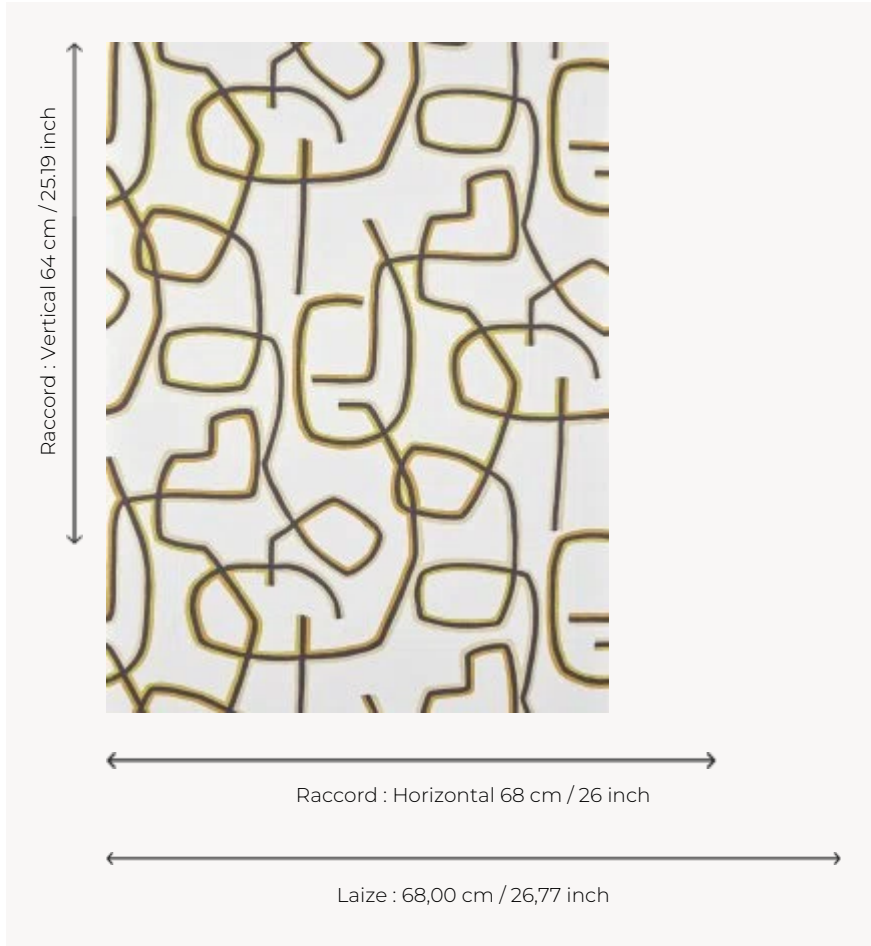 Raccord : Vertical 64 cm / 25.19 inch
Raccord : Horizontal 68 cm / 26 inch
Laize : 68,00 cm / 26,77 inch